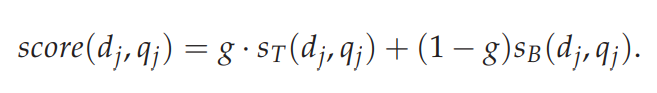 score(d_j, q_j) = g · s_T(d_j, q_j) + (1 − g)s_B(d_j, q_j).